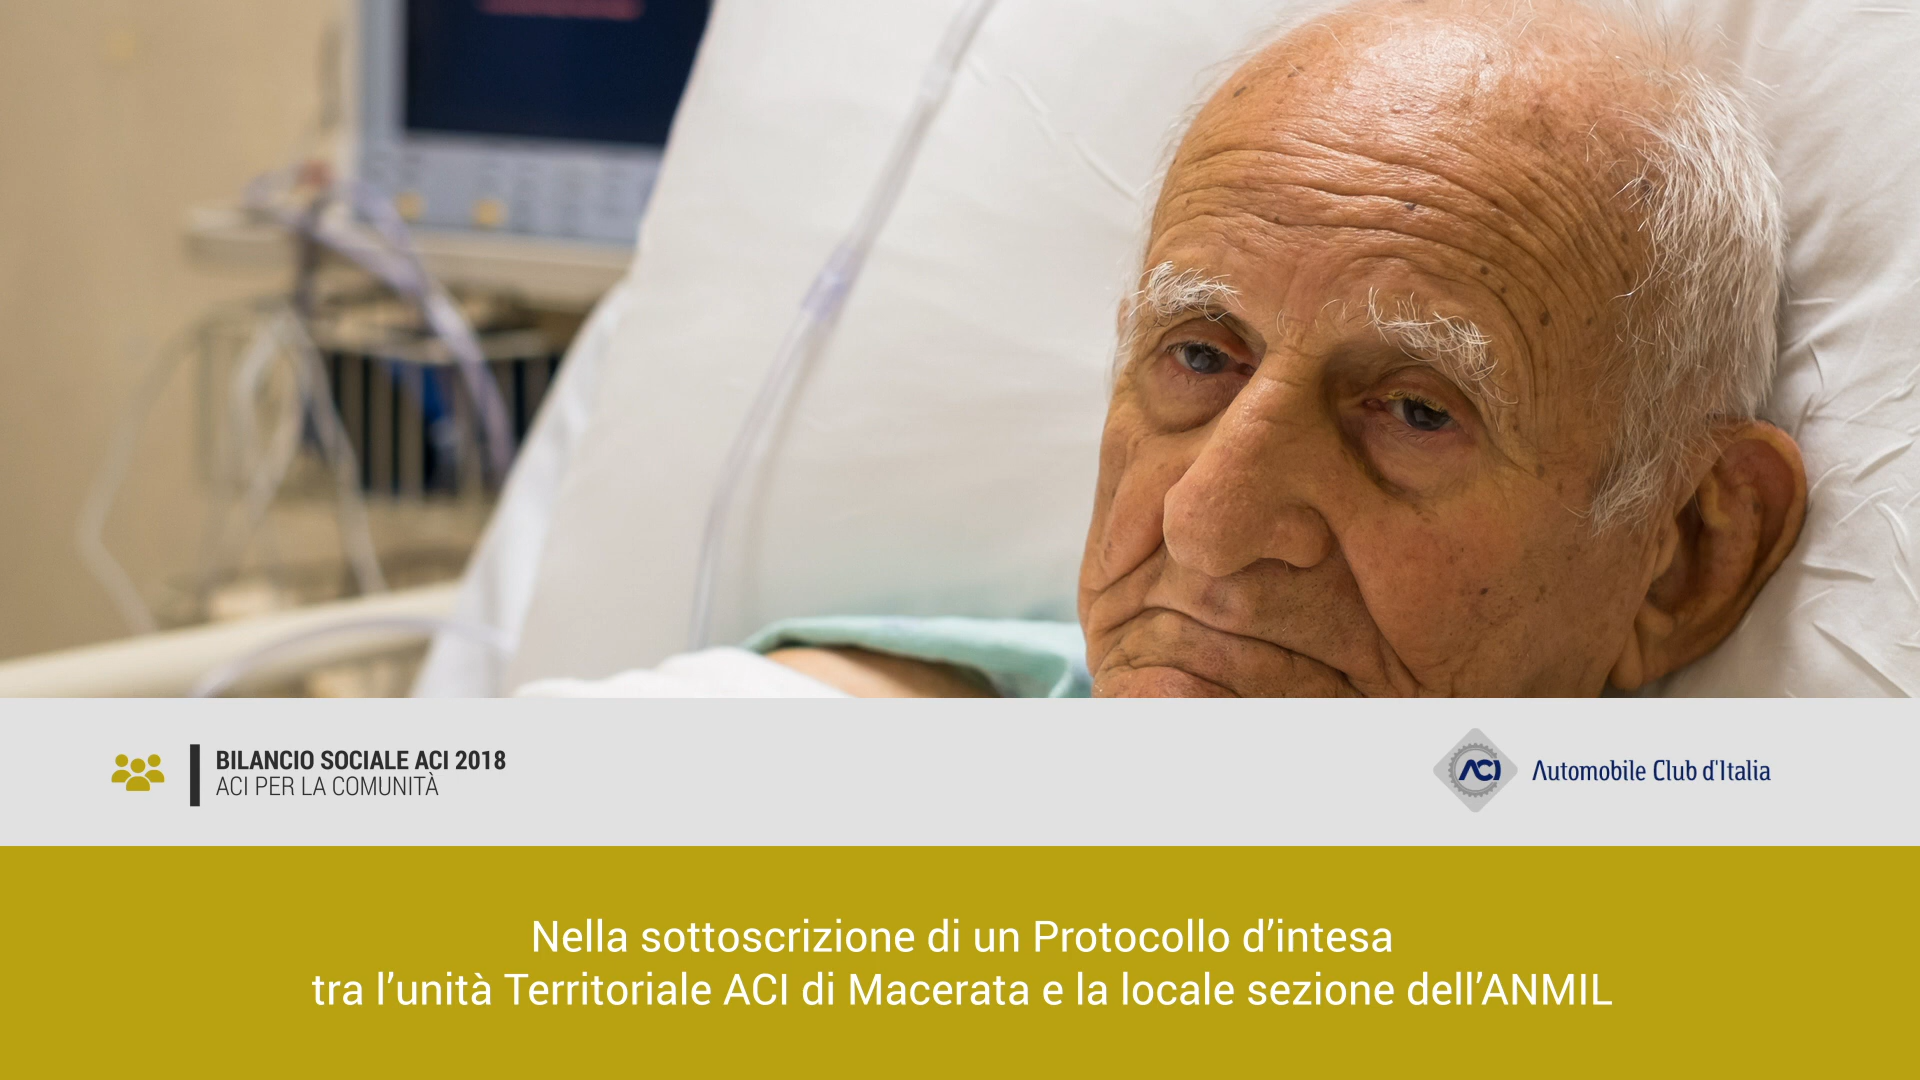 BILANCIO SOCIALE ACI 2018
ACI PER LA COMUNITÀ
ACI
Automobile Club d'Italia
Nella sottoscrizione di un Protocollo d’intesa
tra l’unità Territoriale ACI di Macerata e la locale sezione dell’ANMIL